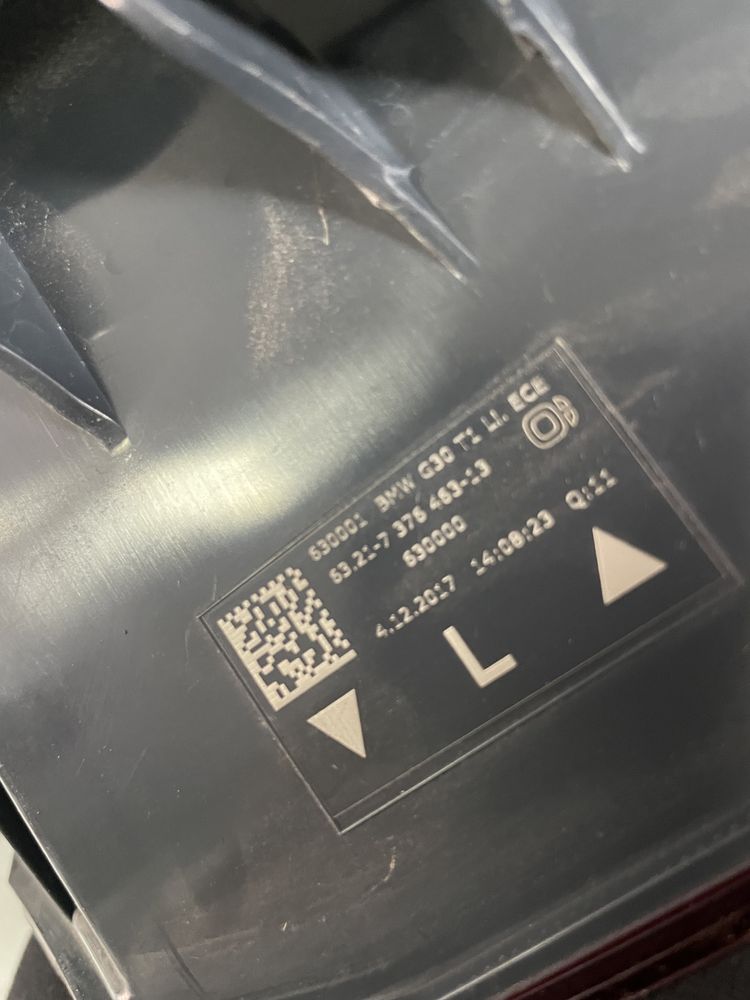 630001 BMW G30 TI LI. ECE
63.21-7 376 463-13
630000
4.12.2017 14:08:23 Q:11
L